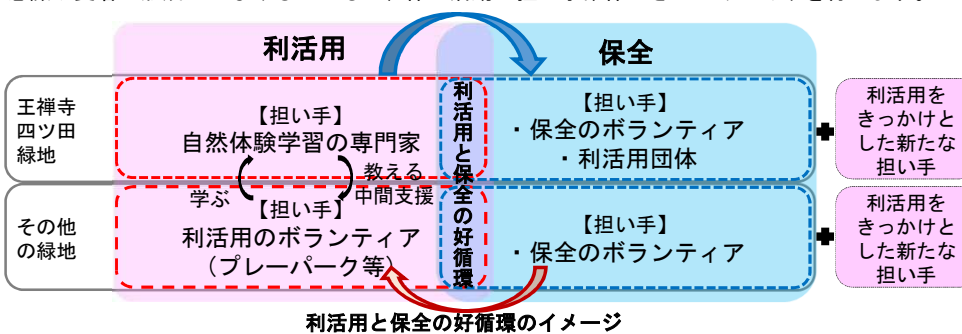 利活用
保全
王禅寺
四ツ田
緑地
【担い手】
自然体験学習の専門家
利活用と保全の好循環
【担い手】
・保全のボランティア
・利活用団体
利活用を
きっかけと
した新たな
担い手
学ぶ
教える
中間支援
その他
の緑地
【担い手】
利活用のボランティア
（プレーパーク等）
【担い手】
・保全のボランティア
利活用を
きっかけと
した新たな
担い手
利活用と保全の好循環のイメージ